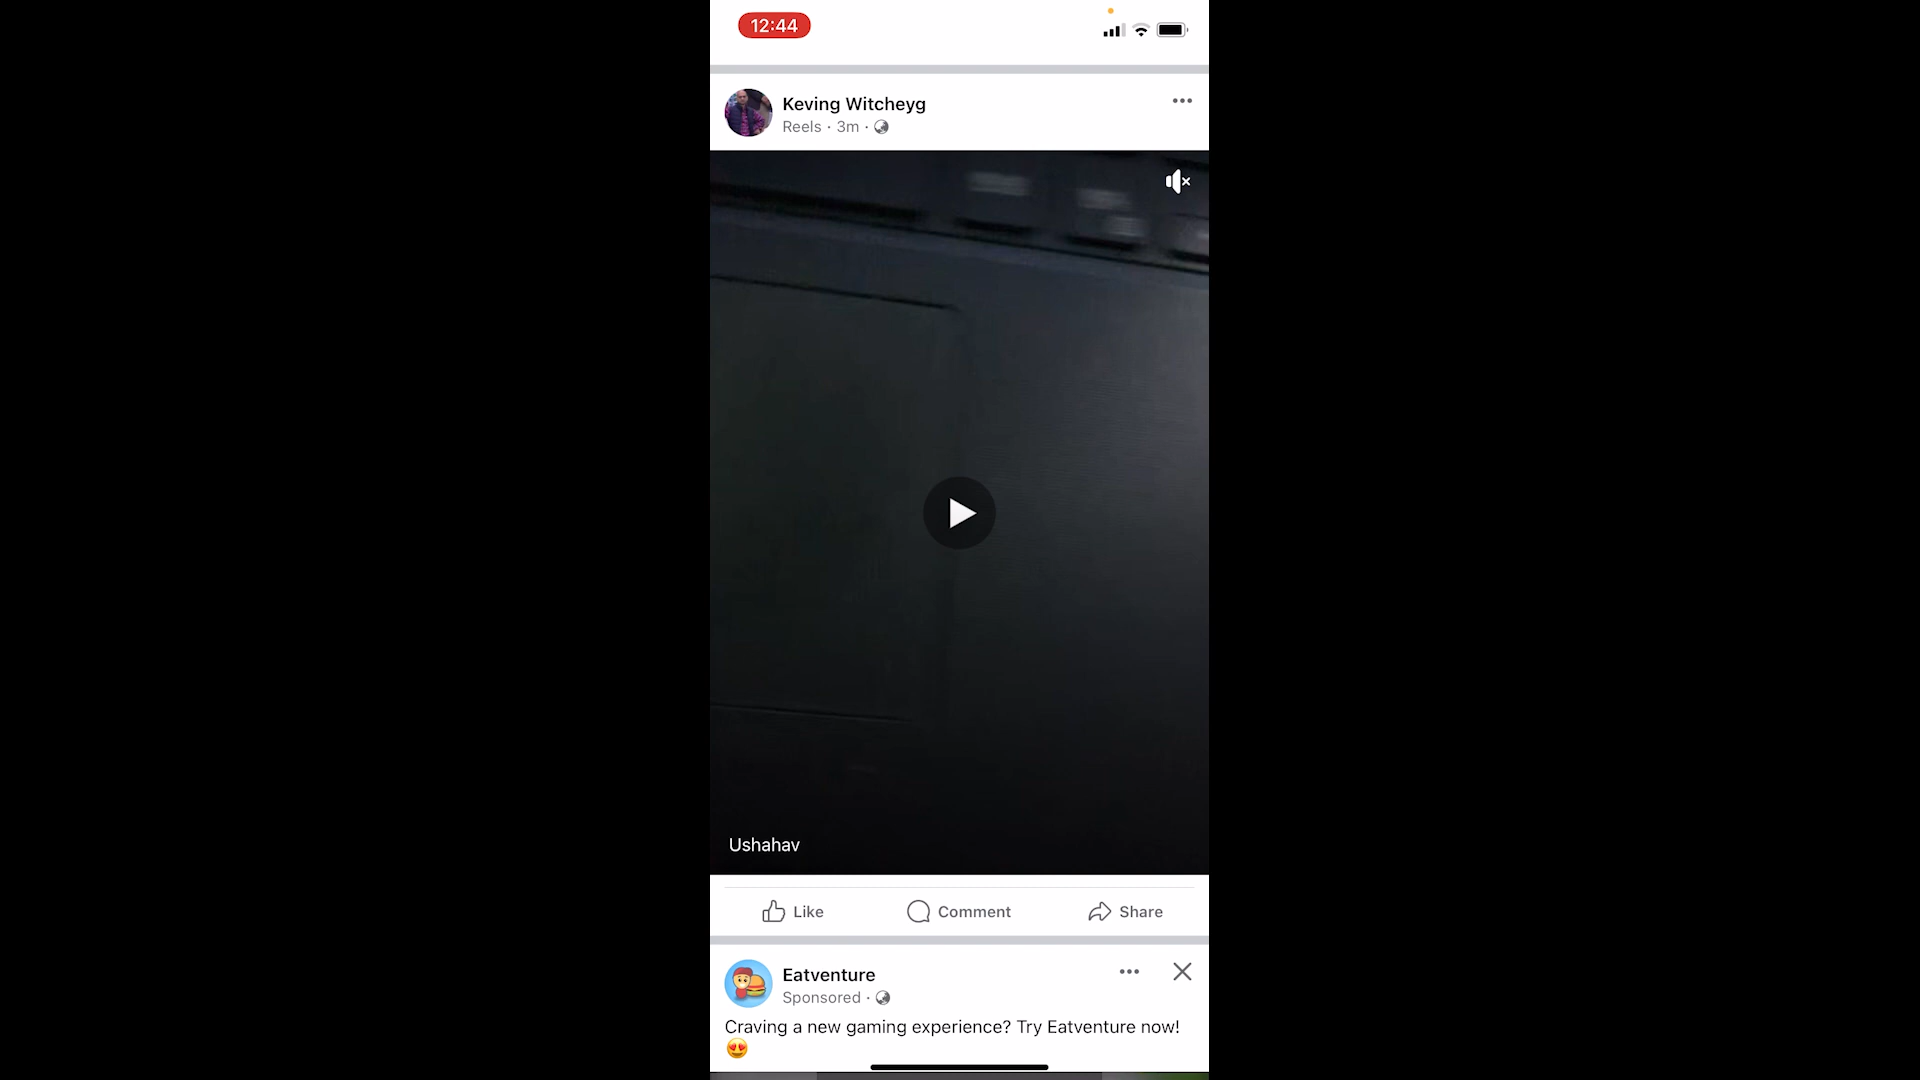 12:44
Keving Witcheyg
Reels · 3m ·
Ushahav
Like
Comment
Share
Eatventure
Sponsored ·
Craving a new gaming experience? Try Eatventure now!
😍